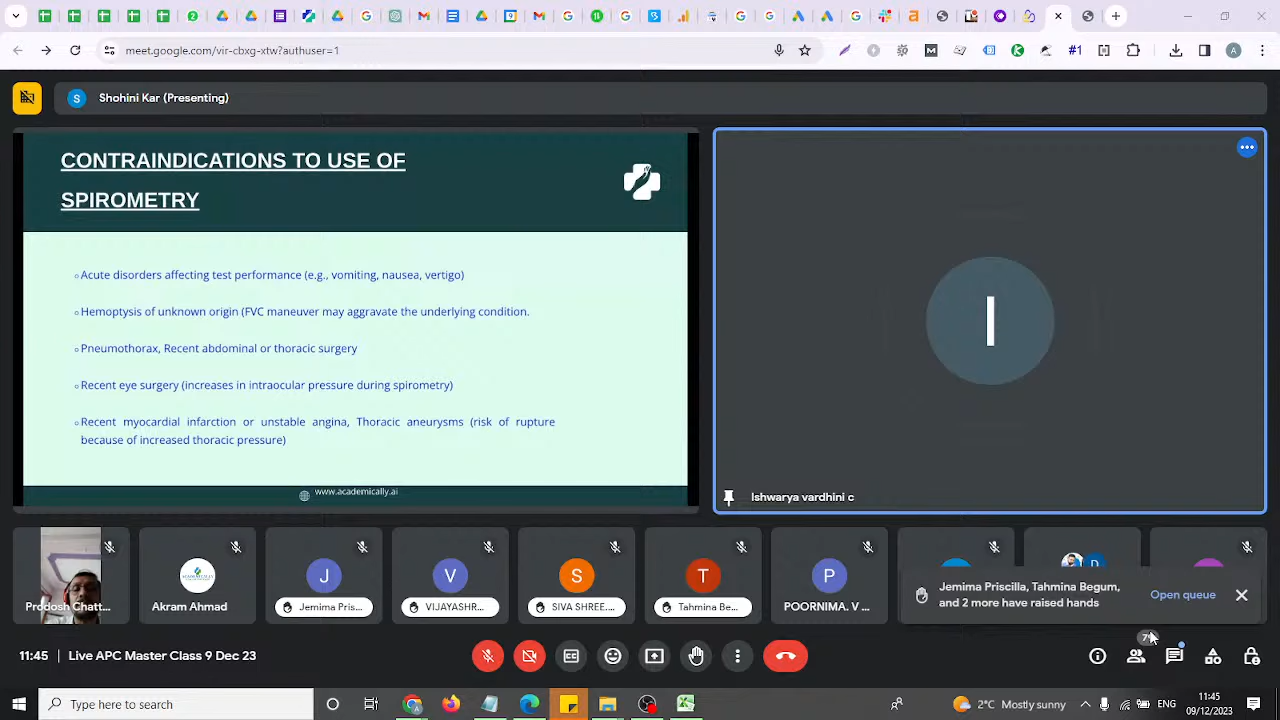 meet.google.com/vir-cbxg-xtw?authuser=1
A
S Shohini Kar (Presenting)
CONTRAINDICATIONS TO USE OF
SPIROMETRY
Acute disorders affecting test performance (e.g., vomiting, nausea, vertigo)
Hemoptysis of unknown origin (FVC maneuver may aggravate the underlying condition.
Pneumothorax, Recent abdominal or thoracic surgery
Recent eye surgery (increases in intraocular pressure during spirometry)
Recent myocardial infarction or unstable angina, Thoracic aneurysms (risk of rupture
because of increased thoracic pressure)
www.academically.ai
I
Ishwarya vardhini c
Prodosh Chatt...
Akram Ahmad
J
Jemima Pris...
V
VIJAYASHR...
S
SIVA SHREE...
T
Tahmina Be...
P
POORNIMA. V ...
D
Jemima Priscilla, Tahmina Begum,
and 2 more have raised hands
Open queue
11:45 | Live APC Master Class 9 Dec 23
Type here to search
2°C Mostly sunny
ENG
11:45
09/12/2023